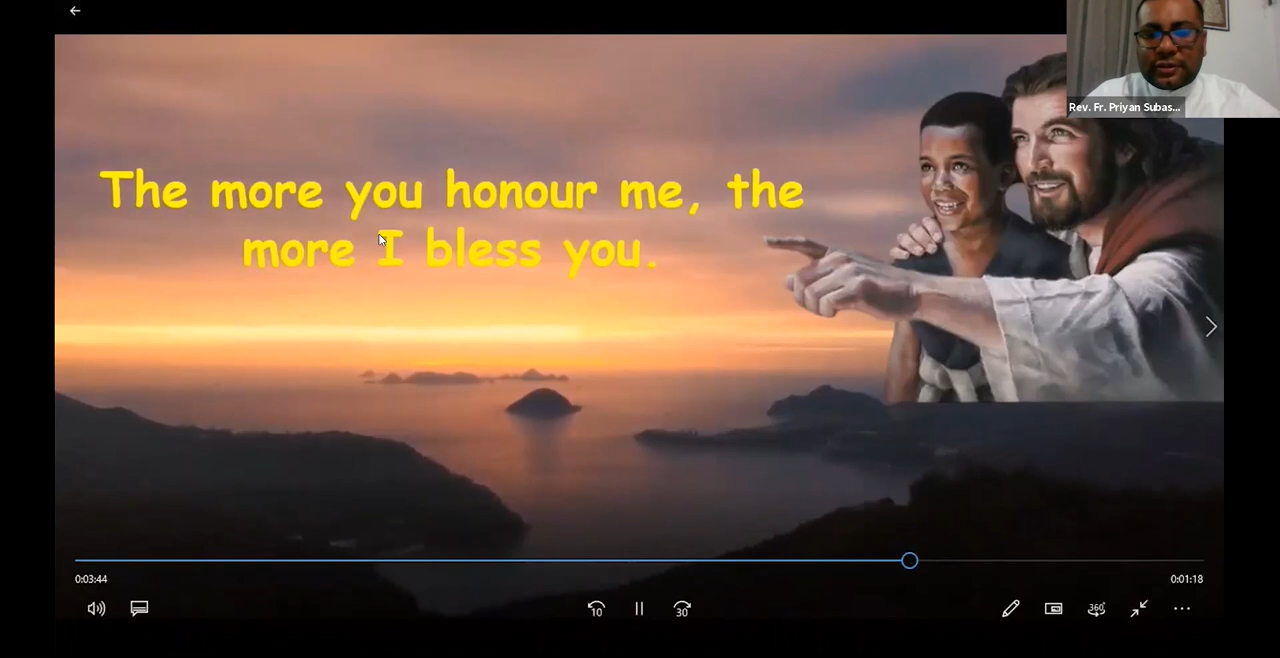 Rev. Fr. Priyan Subas...
The more you honour me, the
more I bless you.
0:03:44
0:01:18
10
30
360°